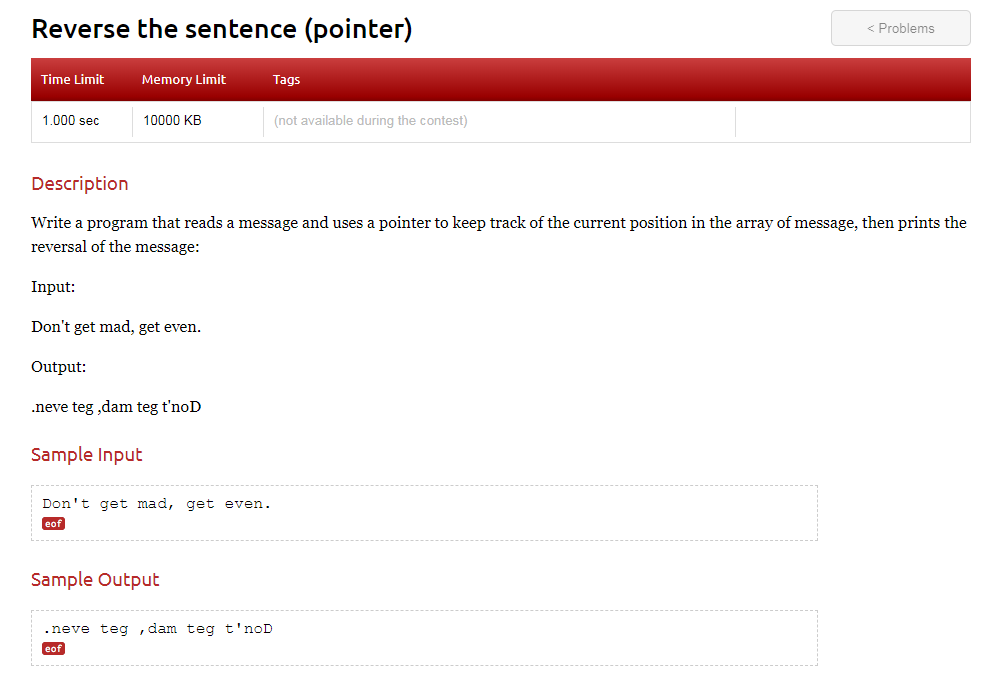 Reverse the sentence (pointer)
< Problems
Time Limit Memory Limit Tags
1.000 sec 10000 KB (not available during the contest)
Description
Write a program that reads a message and uses a pointer to keep track of the current position in the array of message, then prints the
reversal of the message:
Input:
Don't get mad, get even.
Output:
.neve teg ,dam teg t'noD
Sample Input
Don't get mad, get even.
eof
Sample Output
.neve teg ,dam teg t'noD
eof